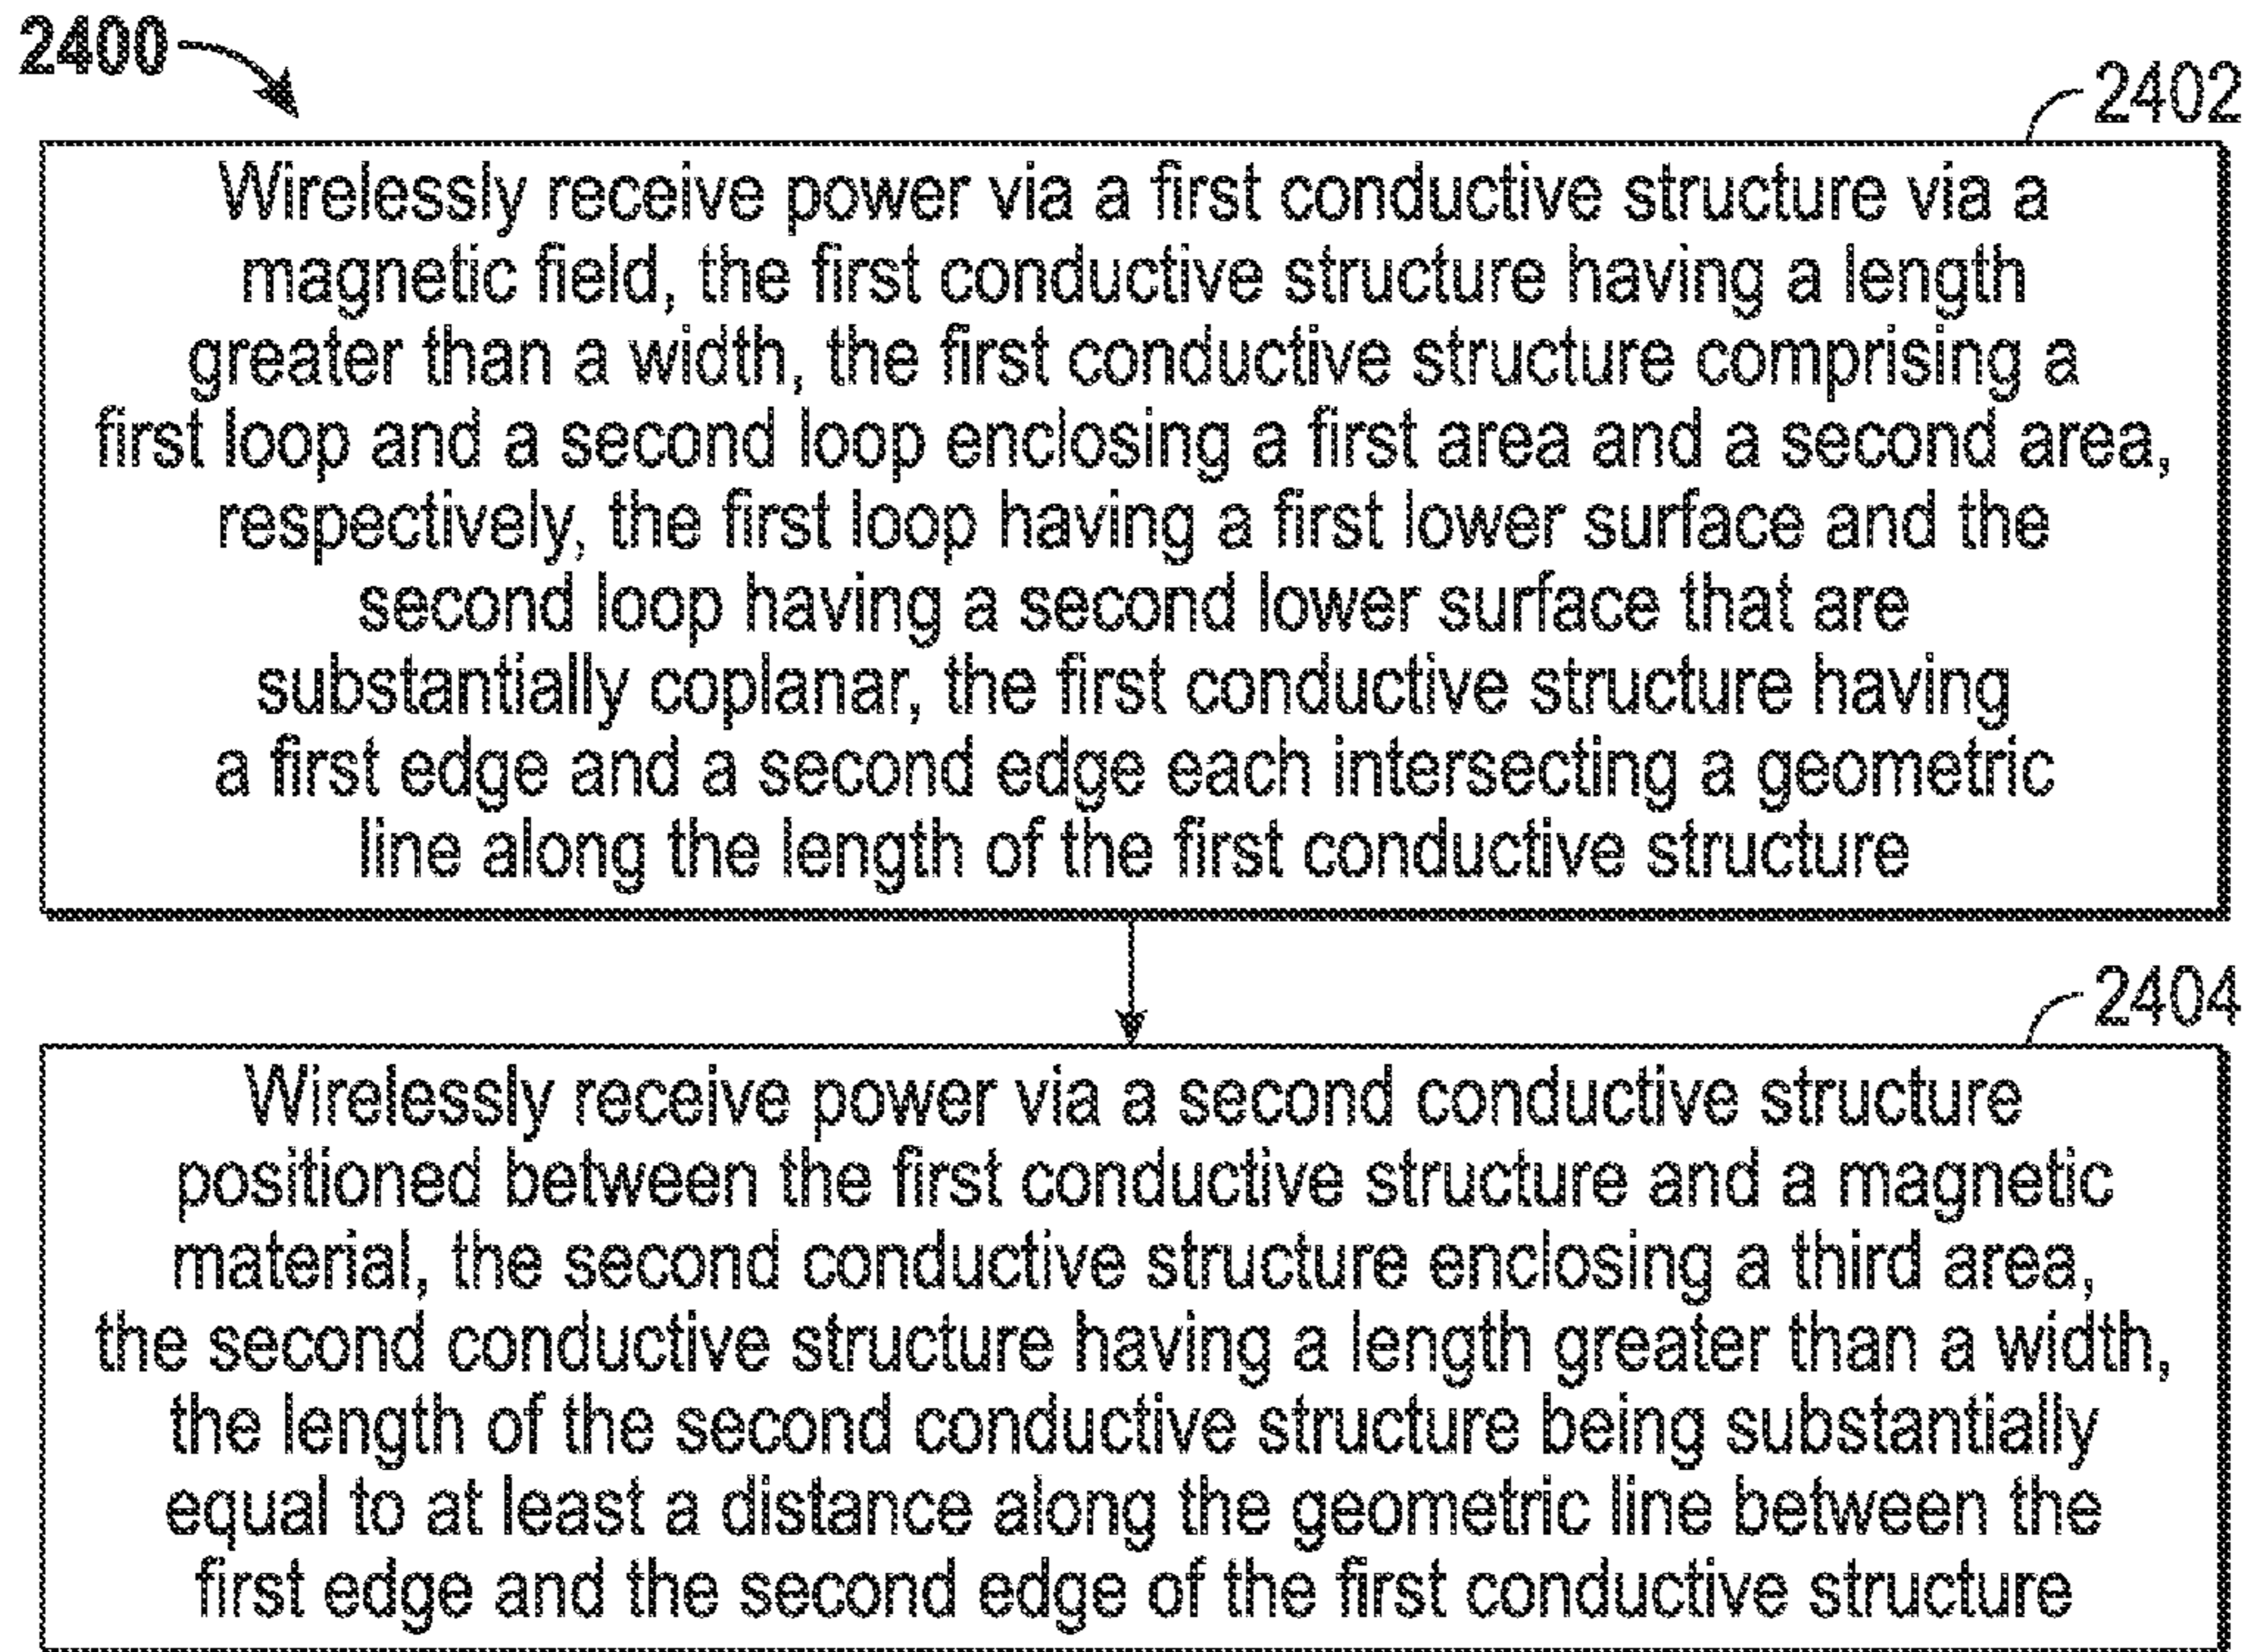 2400
2402
Wirelessly receive power via a first conductive structure via a
magnetic field, the first conductive structure having a length
greater than a width, the first conductive structure comprising a
first loop and a second loop enclosing a first area and a second area,
respectively, the first loop having a first lower surface and the
second loop having a second lower surface that are
substantially coplanar, the first conductive structure having
a first edge and a second edge each intersecting a geometric
line along the length of the first conductive structure
2404
Wirelessly receive power via a second conductive structure
positioned between the first conductive structure and a magnetic
material, the second conductive structure enclosing a third area,
the second conductive structure having a length greater than a width,
the length of the second conductive structure being substantially
equal to at least a distance along the geometric line between the
first edge and the second edge of the first conductive structure